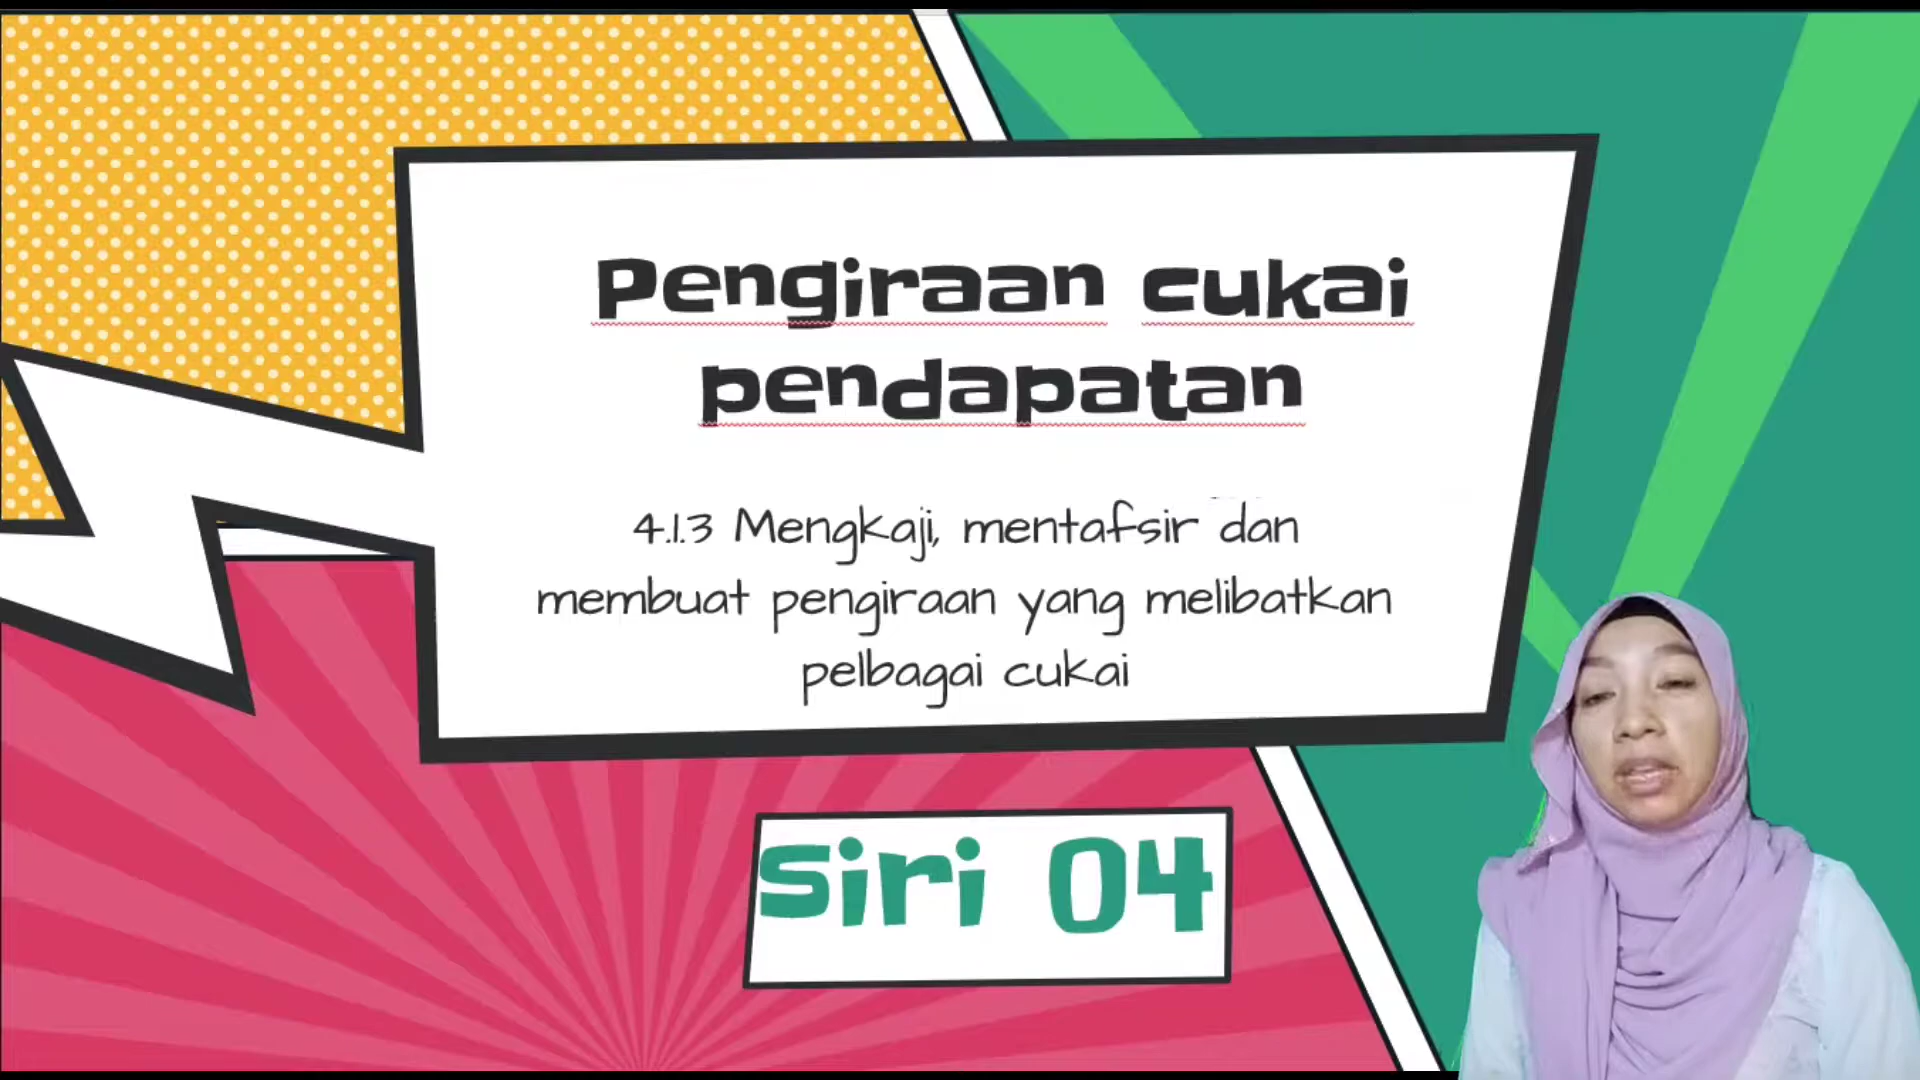 Pengiraan cukai
pendapatan
4.1.3 Mengkaji, mentafsir dan
membuat pengiraan yang melibatkan
pelbagai cukai
Siri 04